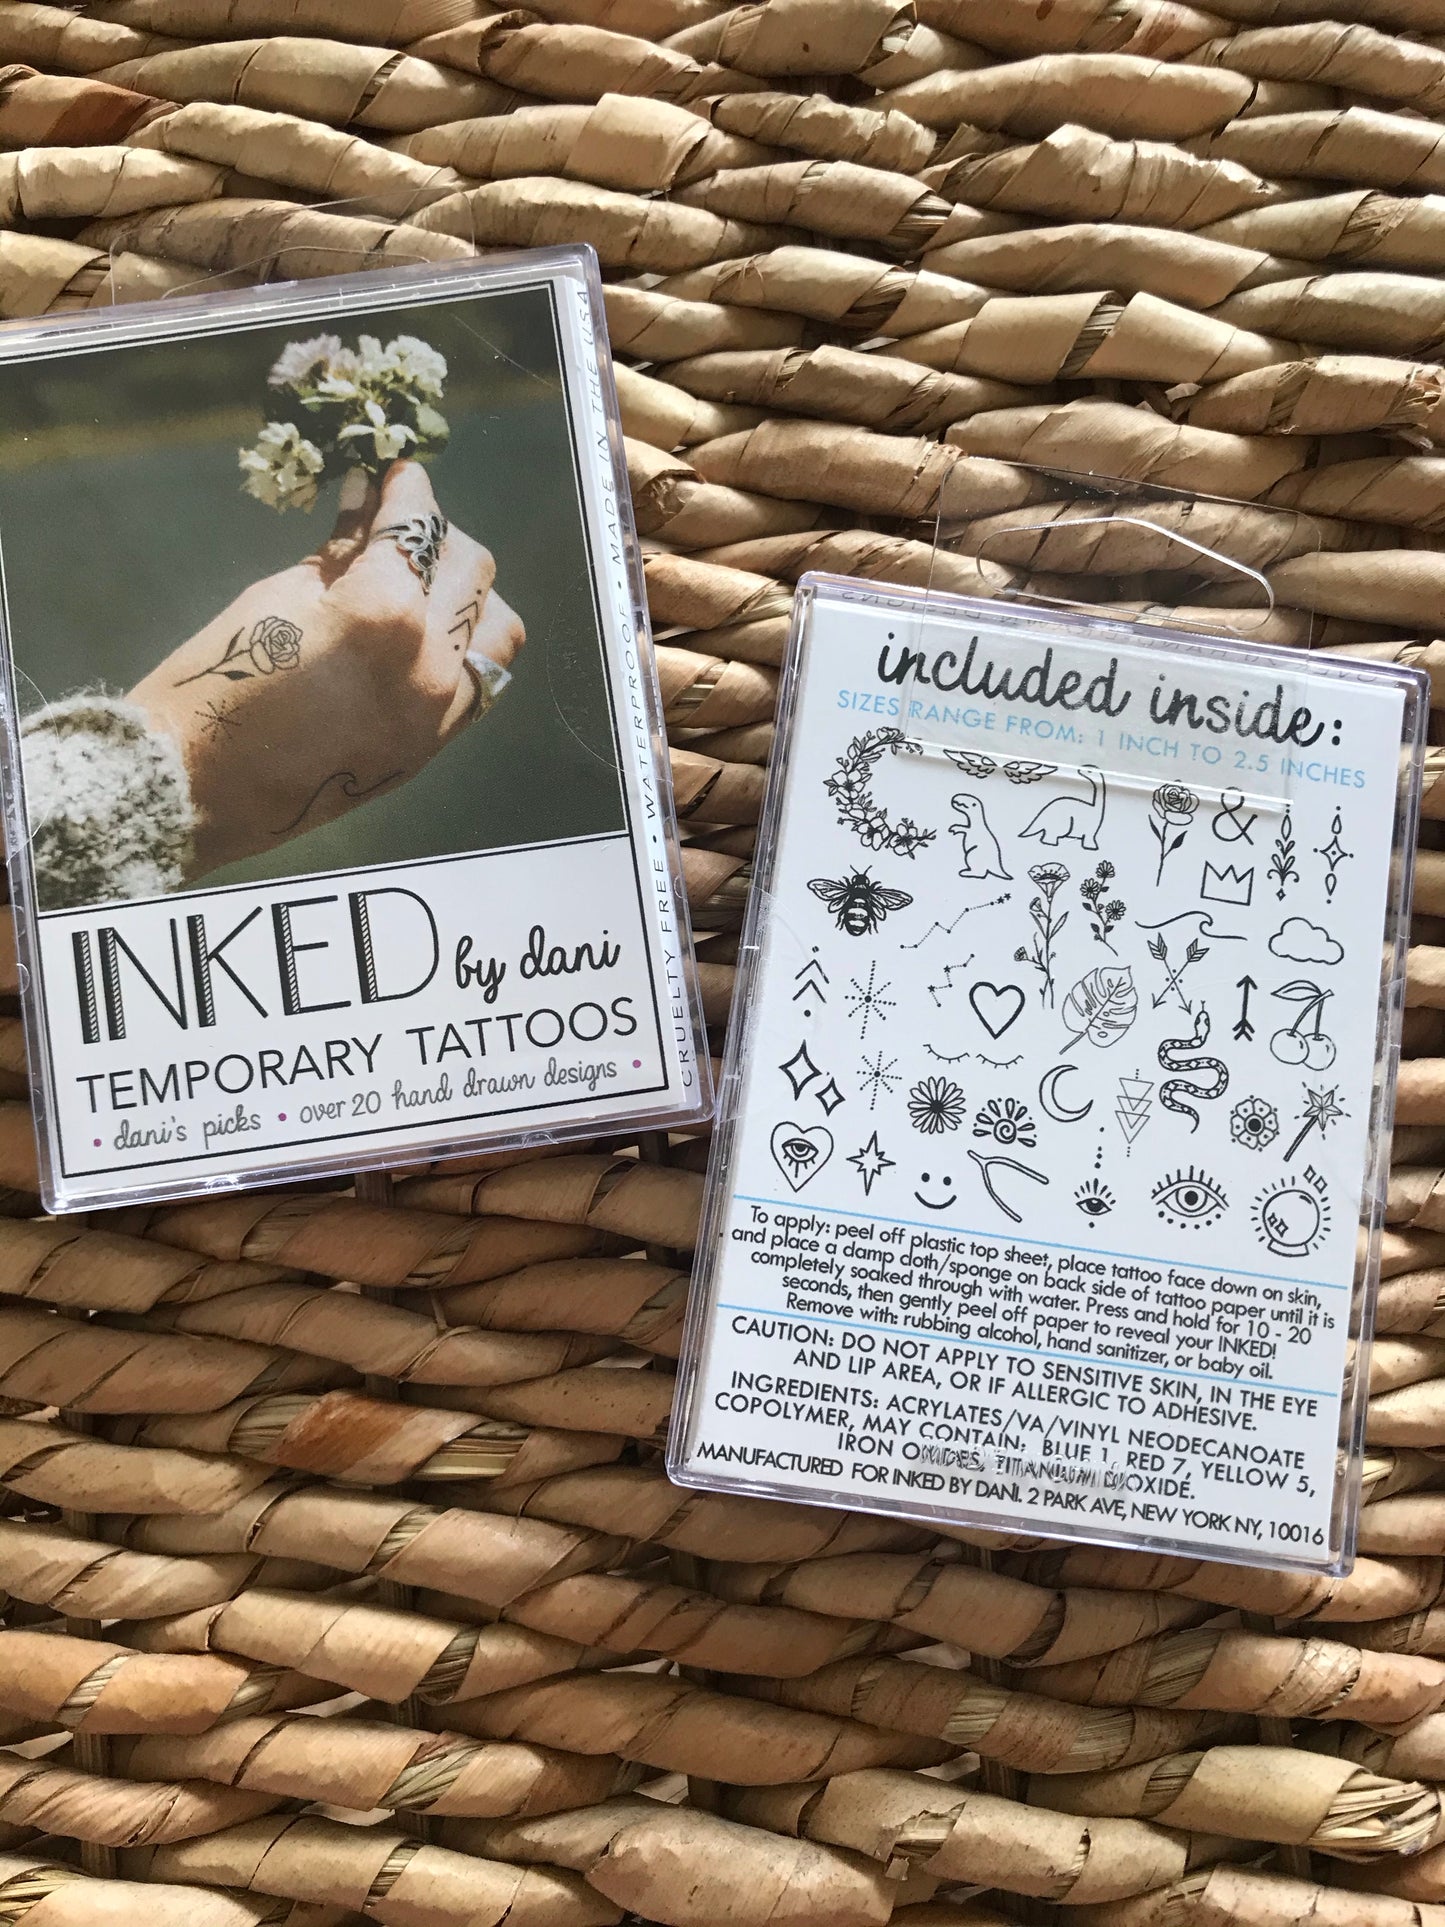 INKED by dani
TEMPORARY TATTOOS
• dani's picks • over 20 hand drawn designs •
CRUELTY FREE • WATERPROOF • MADE IN THE USA
included inside:
SIZES RANGE FROM: 1 INCH TO 2.5 INCHES
&
To apply: peel off plastic top sheet, place tattoo face down on skin,
and place a damp cloth/sponge on back side of tattoo paper until it is
completely soaked through with water. Press and hold for 10 - 20
seconds, then gently peel off paper to reveal your INKED!
Remove with: rubbing alcohol, hand sanitizer, or baby oil.
CAUTION: DO NOT APPLY TO SENSITIVE SKIN, IN THE EYE
AND LIP AREA, OR IF ALLERGIC TO ADHESIVE.
INGREDIENTS: ACRYLATES/VA/VINYL NEODECANOATE
COPOLYMER, MAY CONTAIN: BLUE 1, RED 7, YELLOW 5,
IRON OXIDES, TITANIUM DIOXIDE.
MANUFACTURED FOR INKED BY DANI. 2 PARK AVE, NEW YORK NY, 10016